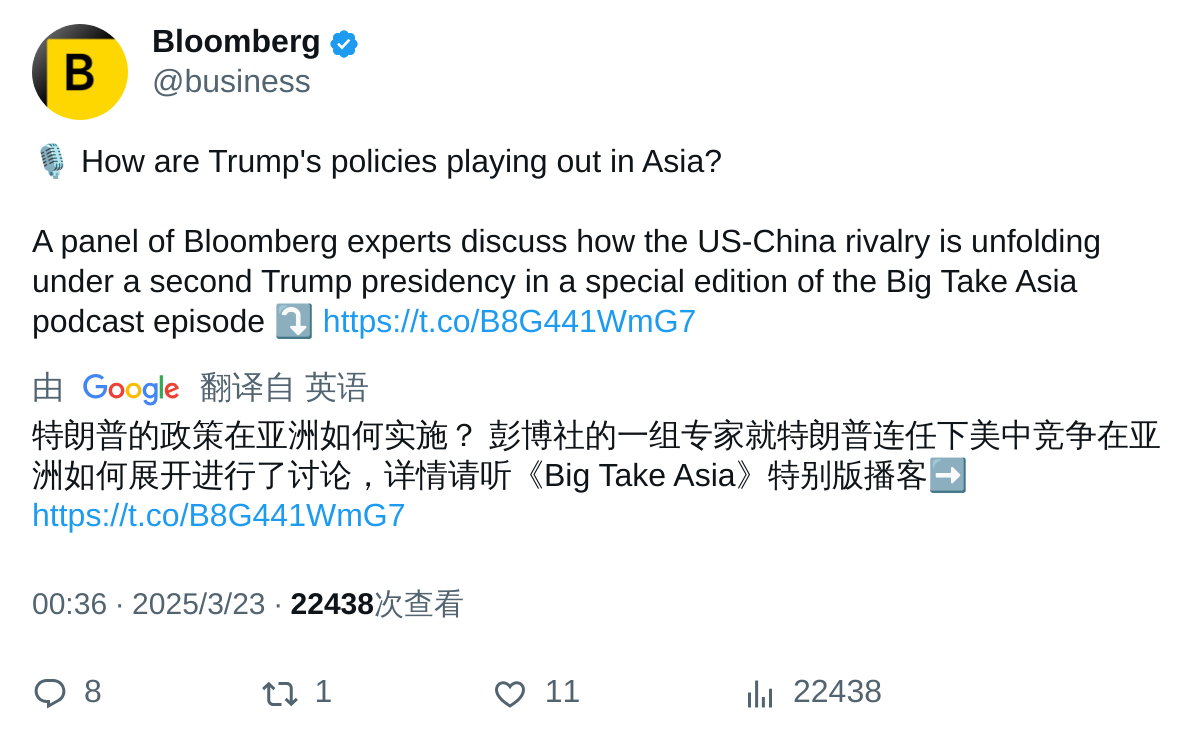 B
Bloomberg
@business
🎙️ How are Trump's policies playing out in Asia?
A panel of Bloomberg experts discuss how the US-China rivalry is unfolding
under a second Trump presidency in a special edition of the Big Take Asia
podcast episode ⤵️ https://t.co/B8G441WmG7
由 Google 翻译自 英语
特朗普的政策在亚洲如何实施？ 彭博社的一组专家就特朗普连任下美中竞争在亚
洲如何展开进行了讨论，详情请听《Big Take Asia》特别版播客➡️
https://t.co/B8G441WmG7
00:36 · 2025/3/23 · 22438次查看
8 1 11 22438